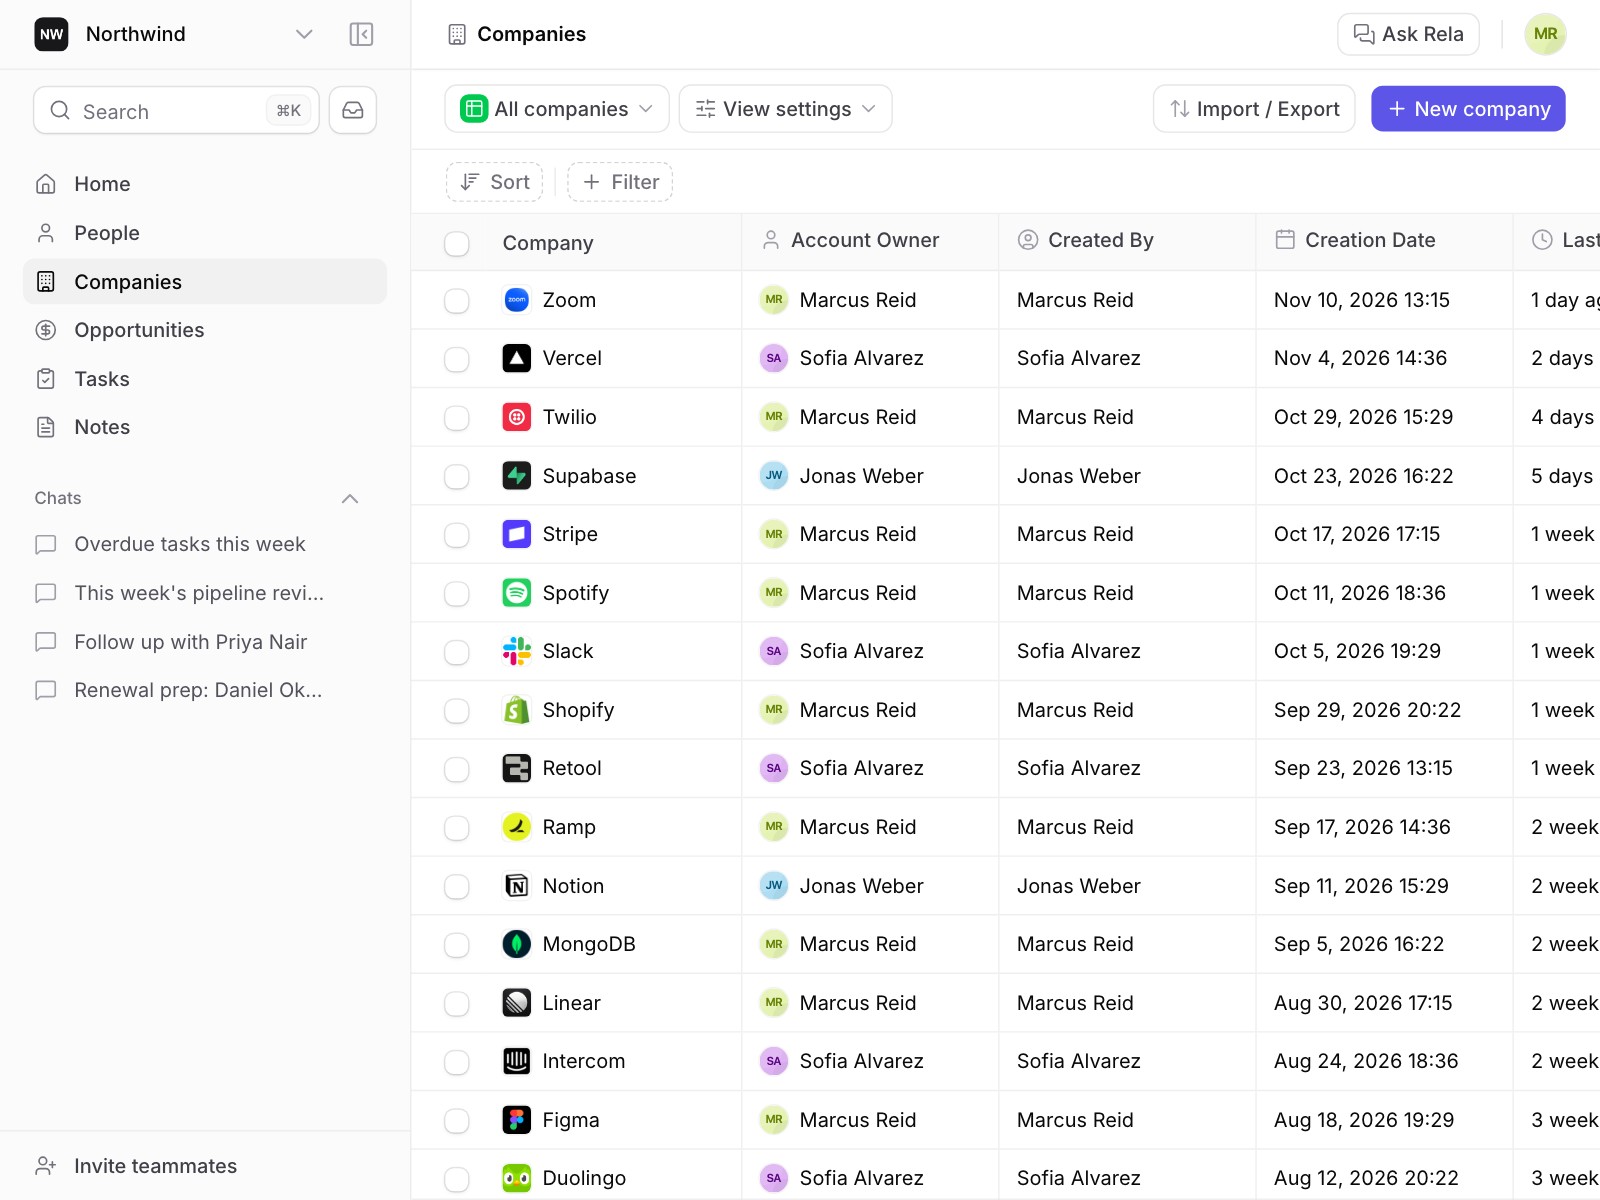 NW Northwind
Search ⌘K
Home
People
Companies
Opportunities
Tasks
Notes
Chats
Overdue tasks this week
This week's pipeline revi...
Follow up with Priya Nair
Renewal prep: Daniel Ok...
Invite teammates
Companies Ask Rela MR
All companies View settings Import / Export + New company
Sort + Filter
Company Account Owner Created By Creation Date Last
zoom Zoom MR Marcus Reid Marcus Reid Nov 10, 2026 13:15 1 day ag
Vercel SA Sofia Alvarez Sofia Alvarez Nov 4, 2026 14:36 2 days
Twilio MR Marcus Reid Marcus Reid Oct 29, 2026 15:29 4 days
Supabase JW Jonas Weber Jonas Weber Oct 23, 2026 16:22 5 days
Stripe MR Marcus Reid Marcus Reid Oct 17, 2026 17:15 1 week
Spotify MR Marcus Reid Marcus Reid Oct 11, 2026 18:36 1 week
Slack SA Sofia Alvarez Sofia Alvarez Oct 5, 2026 19:29 1 week
Shopify MR Marcus Reid Marcus Reid Sep 29, 2026 20:22 1 week
Retool SA Sofia Alvarez Sofia Alvarez Sep 23, 2026 13:15 1 week
Ramp MR Marcus Reid Marcus Reid Sep 17, 2026 14:36 2 week
Notion JW Jonas Weber Jonas Weber Sep 11, 2026 15:29 2 week
MongoDB MR Marcus Reid Marcus Reid Sep 5, 2026 16:22 2 week
Linear MR Marcus Reid Marcus Reid Aug 30, 2026 17:15 2 week
Intercom SA Sofia Alvarez Sofia Alvarez Aug 24, 2026 18:36 2 week
Figma MR Marcus Reid Marcus Reid Aug 18, 2026 19:29 3 week
Duolingo SA Sofia Alvarez Sofia Alvarez Aug 12, 2026 20:22 3 week